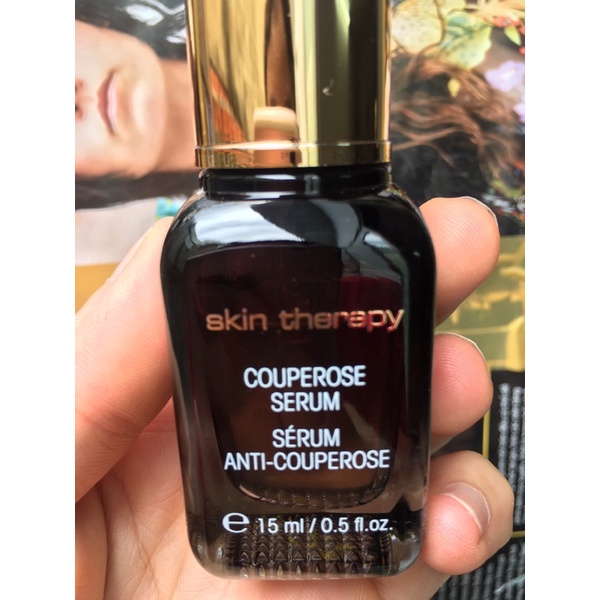 skin therapy
COUPEROSE
SERUM
SÉRUM
ANTI-COUPEROSE
℮ 15 ml / 0.5 fl.oz.